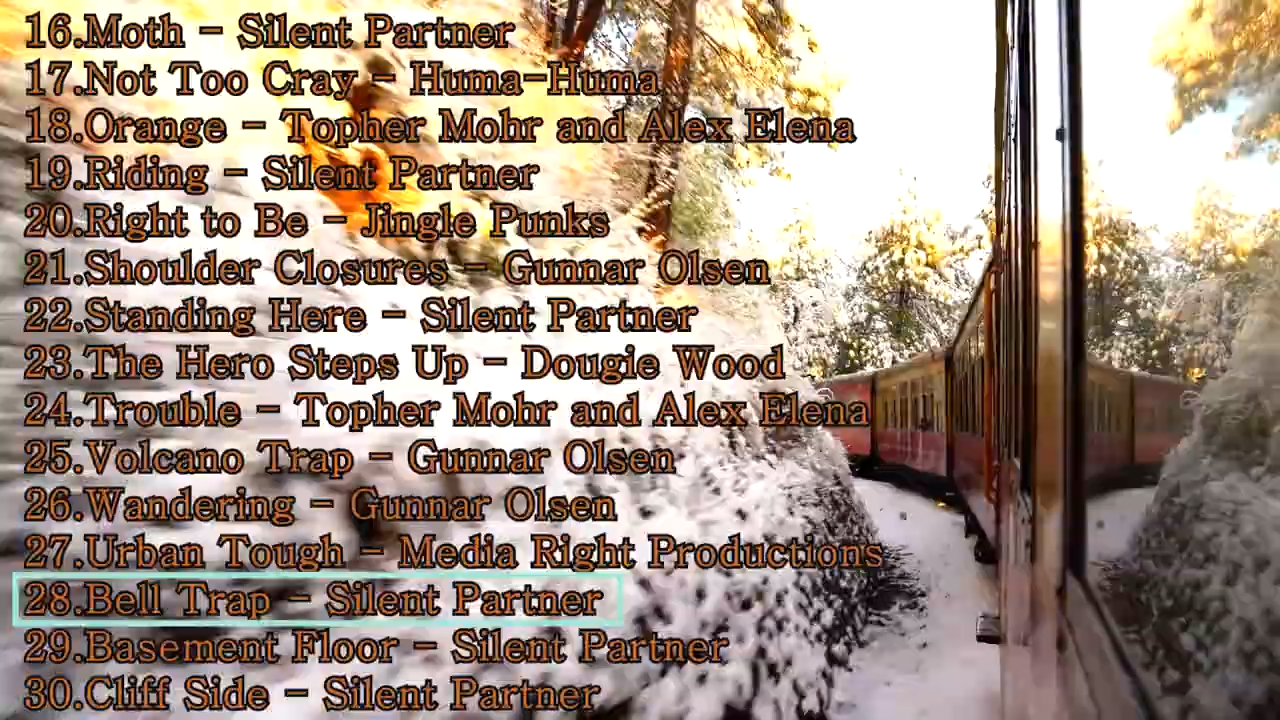 16.Moth - Silent Partner
17.Not Too Cray - Huma-Huma
18.Orange - Topher Mohr and Alex Elena
19.Riding - Silent Partner
20.Right to Be - Jingle Punks
21.Shoulder Closures - Gunnar Olsen
22.Standing Here - Silent Partner
23.The Hero Steps Up - Dougie Wood
24.Trouble - Topher Mohr and Alex Elena
25.Volcano Trap - Gunnar Olsen
26.Wandering - Gunnar Olsen
27.Urban Tough - Media Right Productions
28.Bell Trap - Silent Partner
29.Basement Floor - Silent Partner
30.Cliff Side - Silent Partner